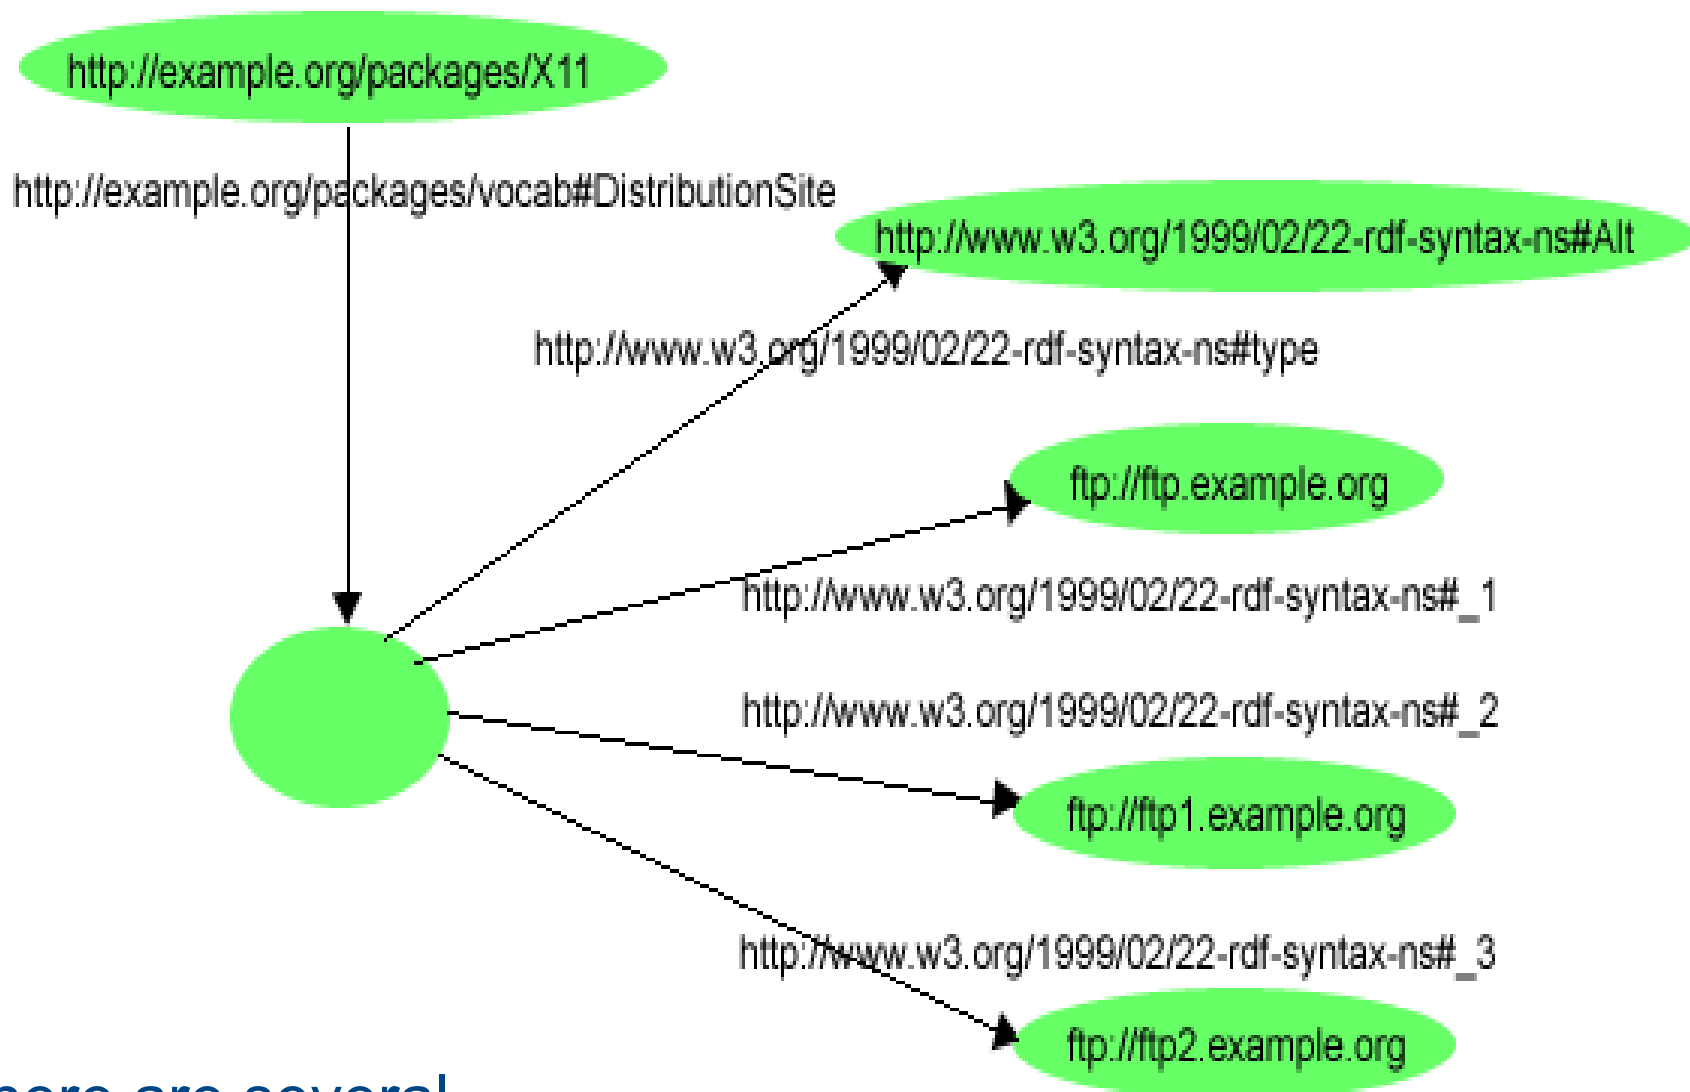 http://example.org/packages/X11
http://example.org/packages/vocab#DistributionSite
http://www.w3.org/1999/02/22-rdf-syntax-ns#Alt
http://www.w3.org/1999/02/22-rdf-syntax-ns#type
ftp://ftp.example.org
http://www.w3.org/1999/02/22-rdf-syntax-ns#_1
http://www.w3.org/1999/02/22-rdf-syntax-ns#_2
ftp://ftp1.example.org
http://www.w3.org/1999/02/22-rdf-syntax-ns#_3
ftp://ftp2.example.org
are several